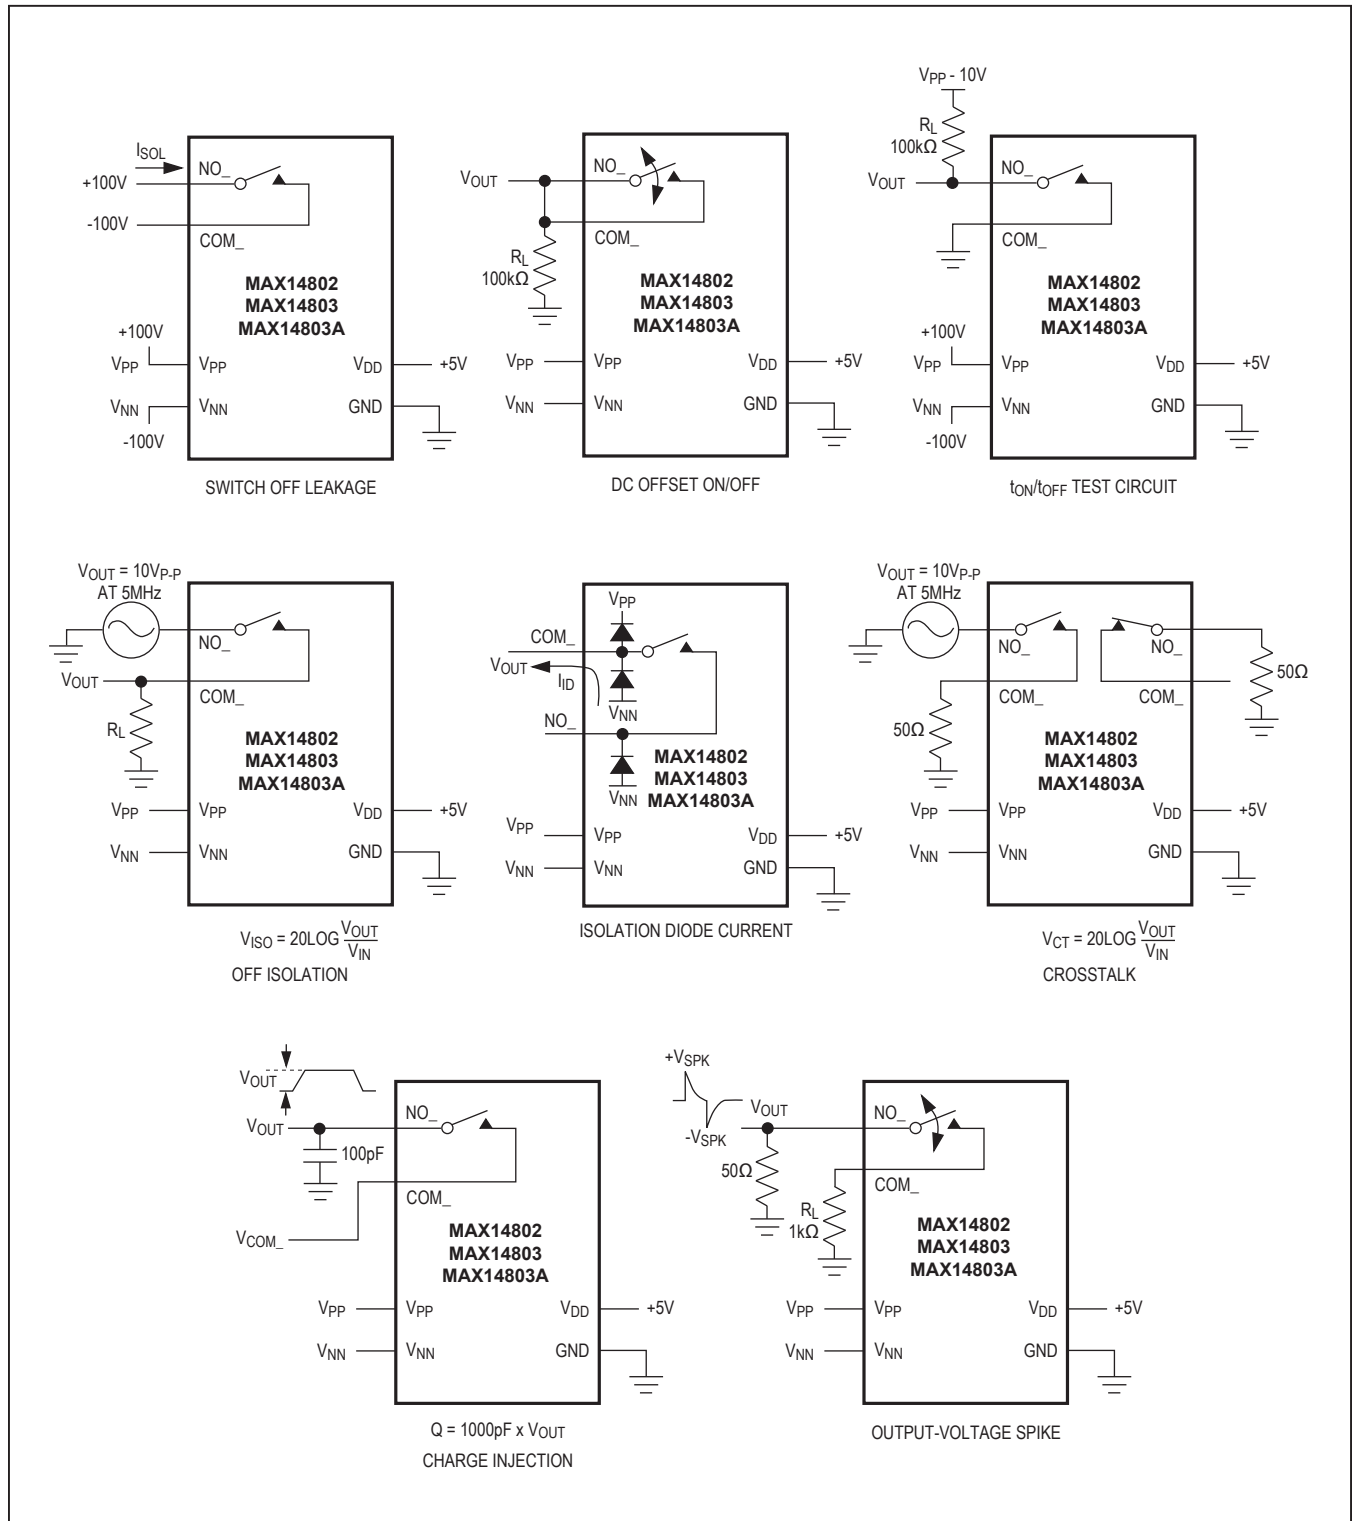 I_SOL
+100V
-100V
NO_
COM_
MAX14802
MAX14803
MAX14803A
+100V
V_PP
V_PP
V_DD
+5V
V_NN
V_NN
GND
-100V
SWITCH OFF LEAKAGE
V_OUT
NO_
COM_
R_L
100kΩ
MAX14802
MAX14803
MAX14803A
V_PP
V_PP
V_DD
+5V
V_NN
V_NN
GND
DC OFFSET ON/OFF
V_PP - 10V
R_L
100kΩ
V_OUT
NO_
COM_
MAX14802
MAX14803
MAX14803A
+100V
V_PP
V_PP
V_DD
+5V
V_NN
V_NN
GND
-100V
t_ON/t_OFF TEST CIRCUIT
V_OUT = 10V_P-P
AT 5MHz
NO_
V_OUT
COM_
R_L
MAX14802
MAX14803
MAX14803A
V_PP
V_PP
V_DD
+5V
V_NN
V_NN
GND
V_ISO = 20LOG V_OUT
V_IN
OFF ISOLATION
V_PP
COM_
V_OUT
I_ID
V_NN
NO_
MAX14802
MAX14803
V_NN MAX14803A
V_PP
V_PP
V_DD
+5V
V_NN
V_NN
GND
ISOLATION DIODE CURRENT
V_OUT = 10V_P-P
AT 5MHz
NO_
NO_
COM_
COM_
50Ω
50Ω
MAX14802
MAX14803
MAX14803A
V_PP
V_PP
V_DD
+5V
V_NN
V_NN
GND
V_CT = 20LOG V_OUT
V_IN
CROSSTALK
V_OUT
V_OUT
NO_
100pF
COM_
V_COM_
MAX14802
MAX14803
MAX14803A
V_PP
V_PP
V_DD
+5V
V_NN
V_NN
GND
Q = 1000pF x V_OUT
CHARGE INJECTION
+V_SPK
V_OUT
-V_SPK
NO_
50Ω
COM_
R_L
1kΩ
MAX14802
MAX14803
MAX14803A
V_PP
V_PP
V_DD
+5V
V_NN
V_NN
GND
OUTPUT-VOLTAGE SPIKE